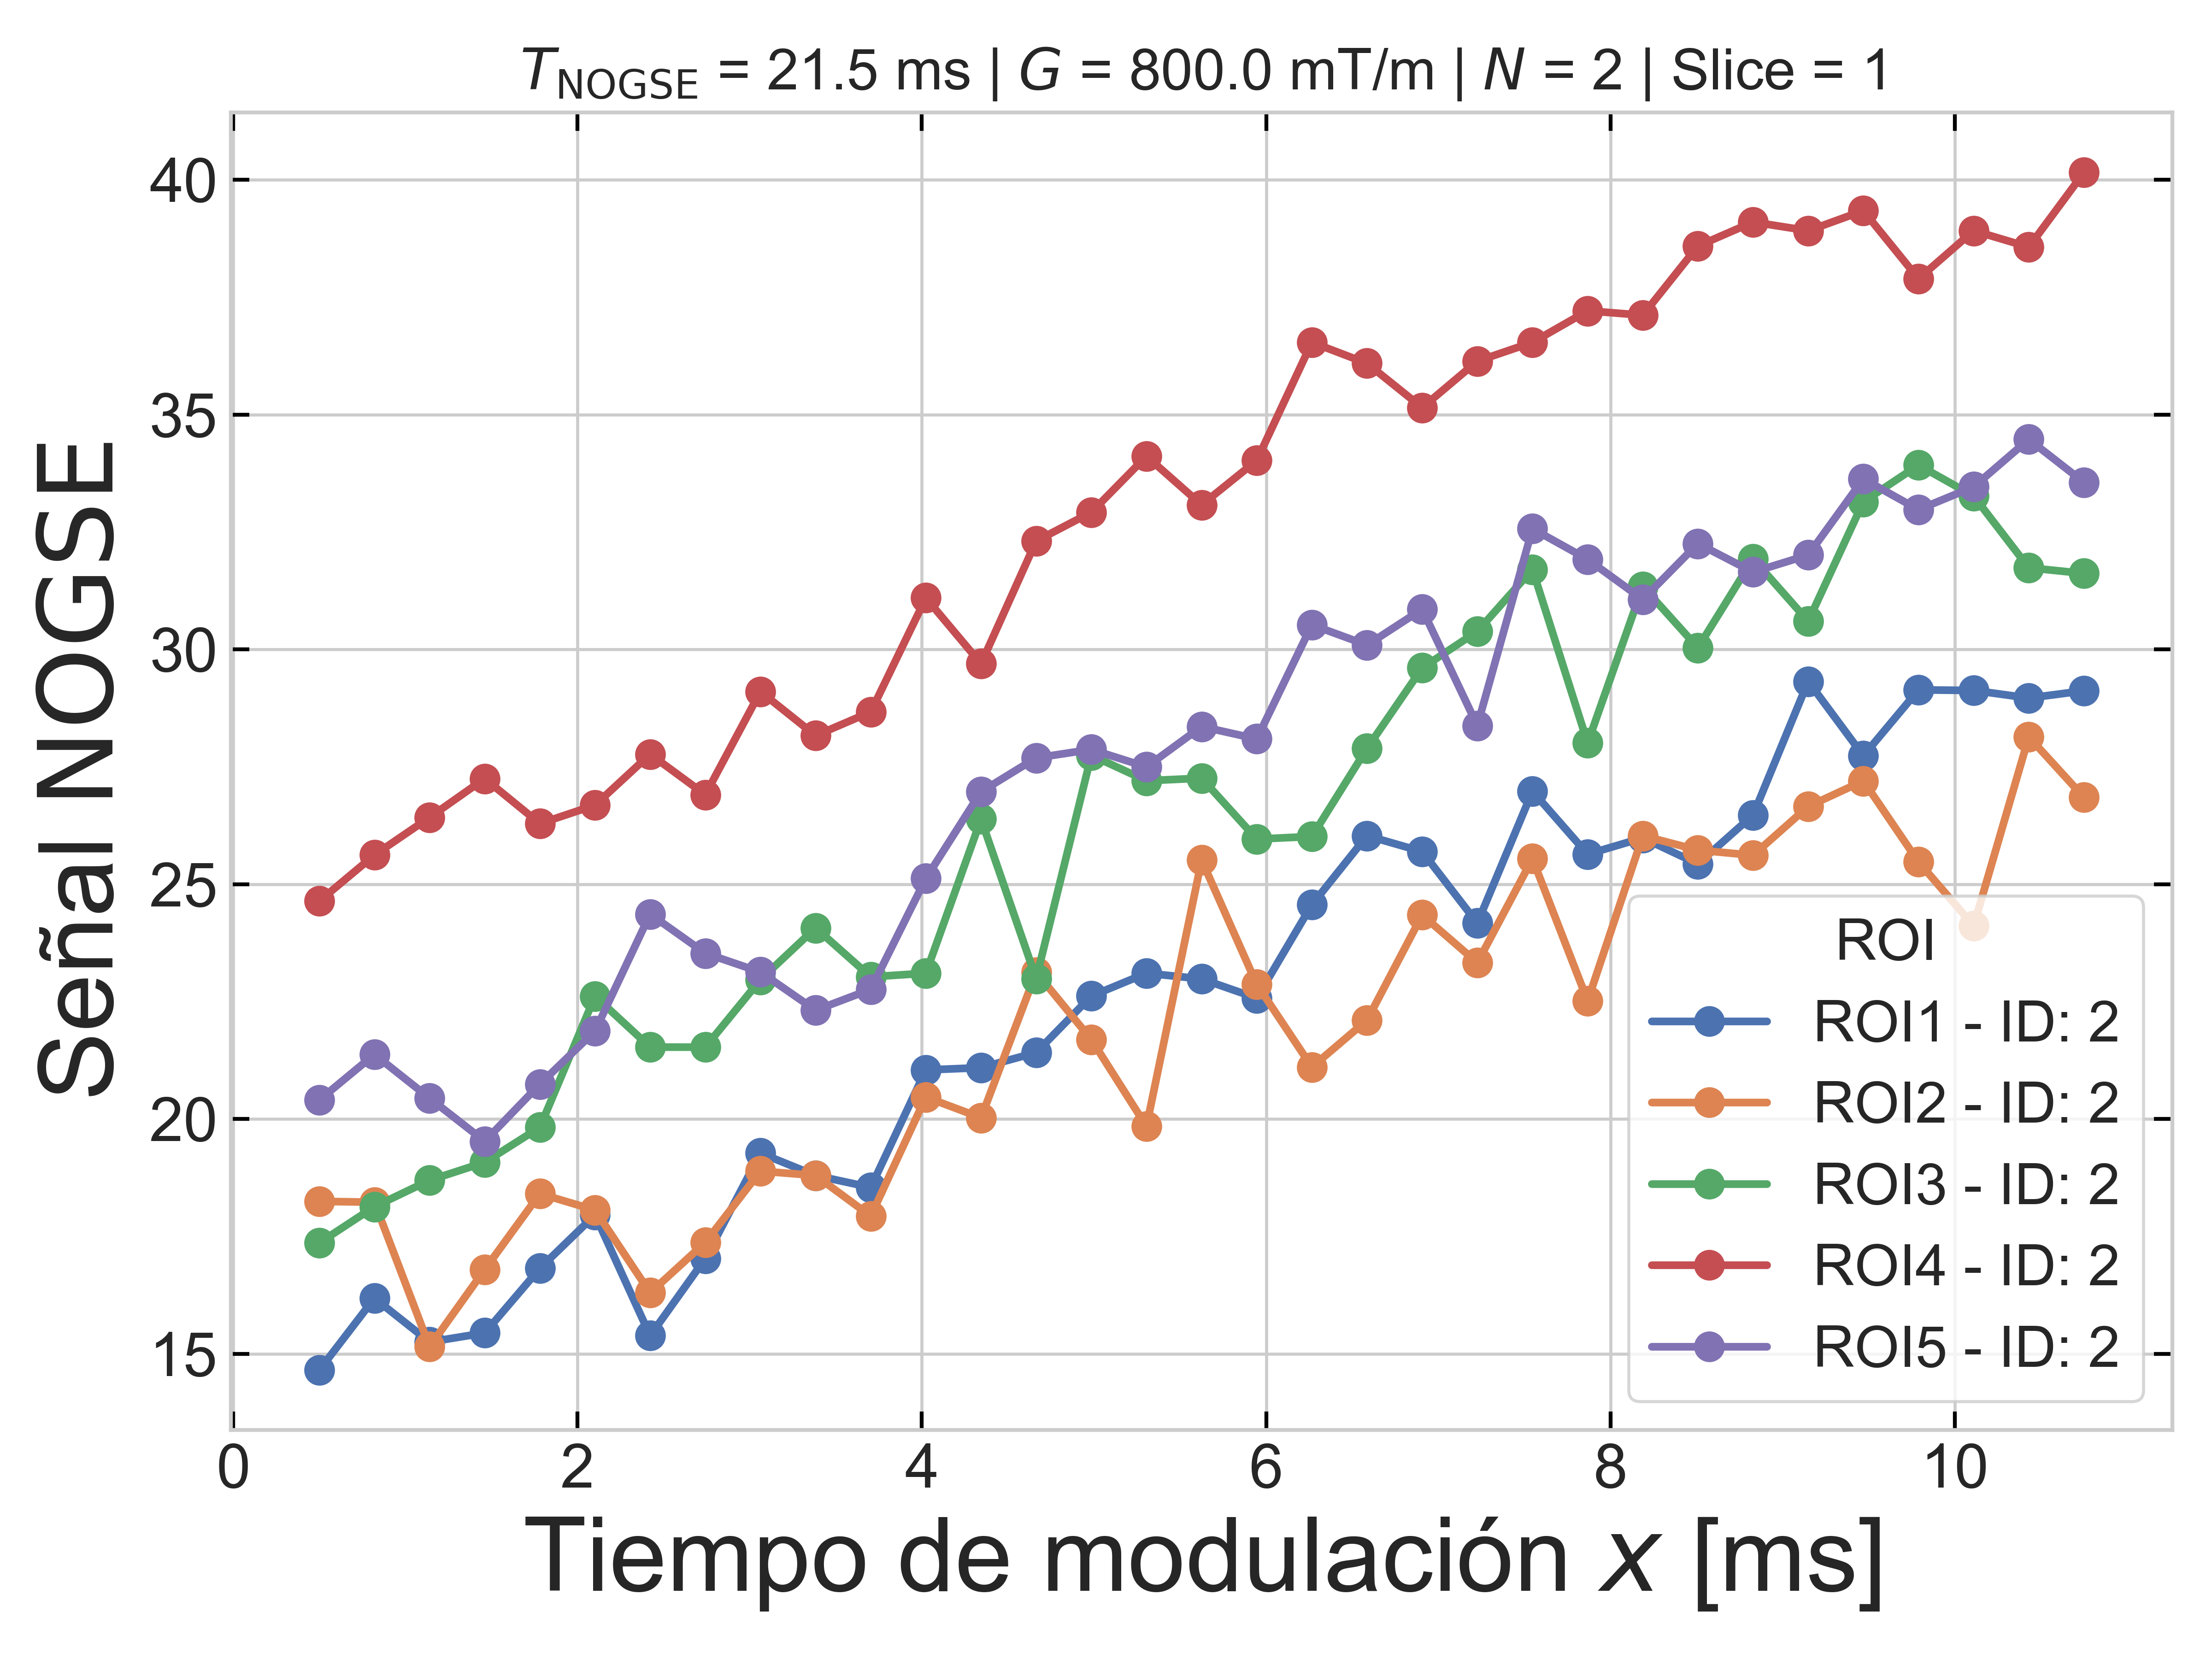 T_NOGSE = 21.5 ms | G = 800.0 mT/m | N = 2 | Slice = 1
Señal NOGSE
40
35
30
25
20
15
ROI
ROI1 - ID: 2
ROI2 - ID: 2
ROI3 - ID: 2
ROI4 - ID: 2
ROI5 - ID: 2
0 2 4 6 8 10
Tiempo de modulación x [ms]